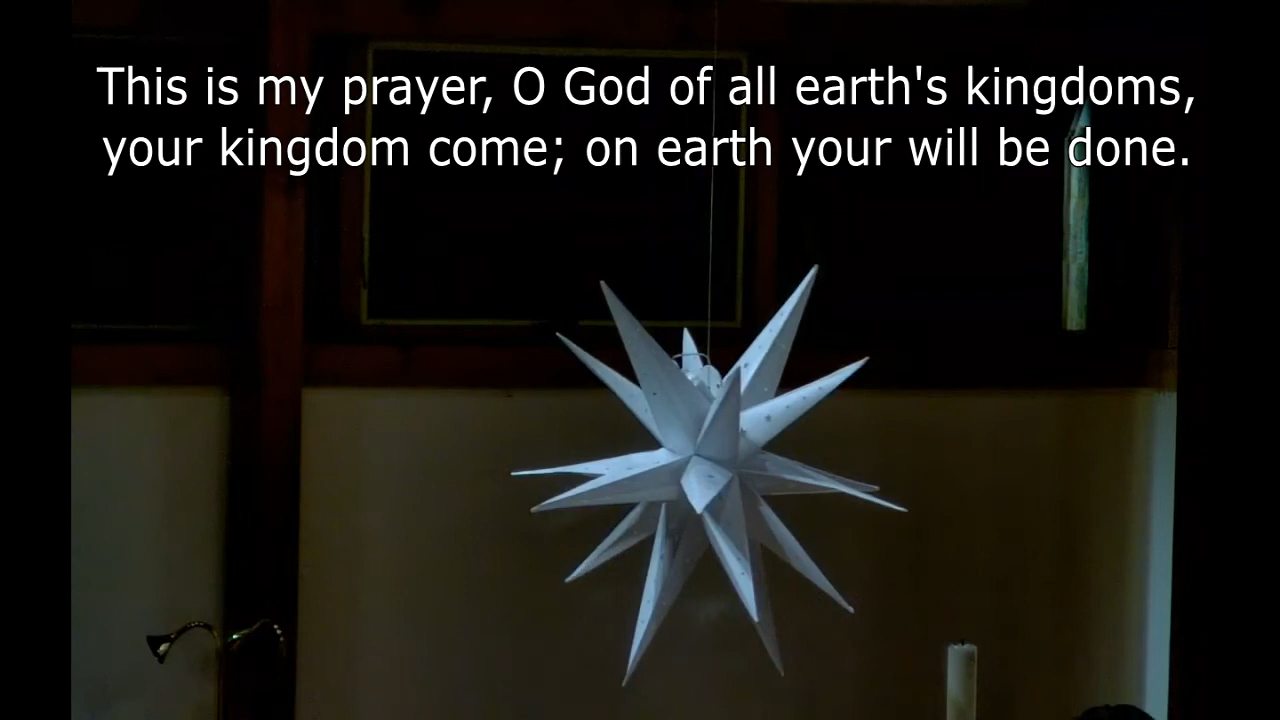 This is my prayer, O God of all earth's kingdoms,
your kingdom come; on earth your will be done.